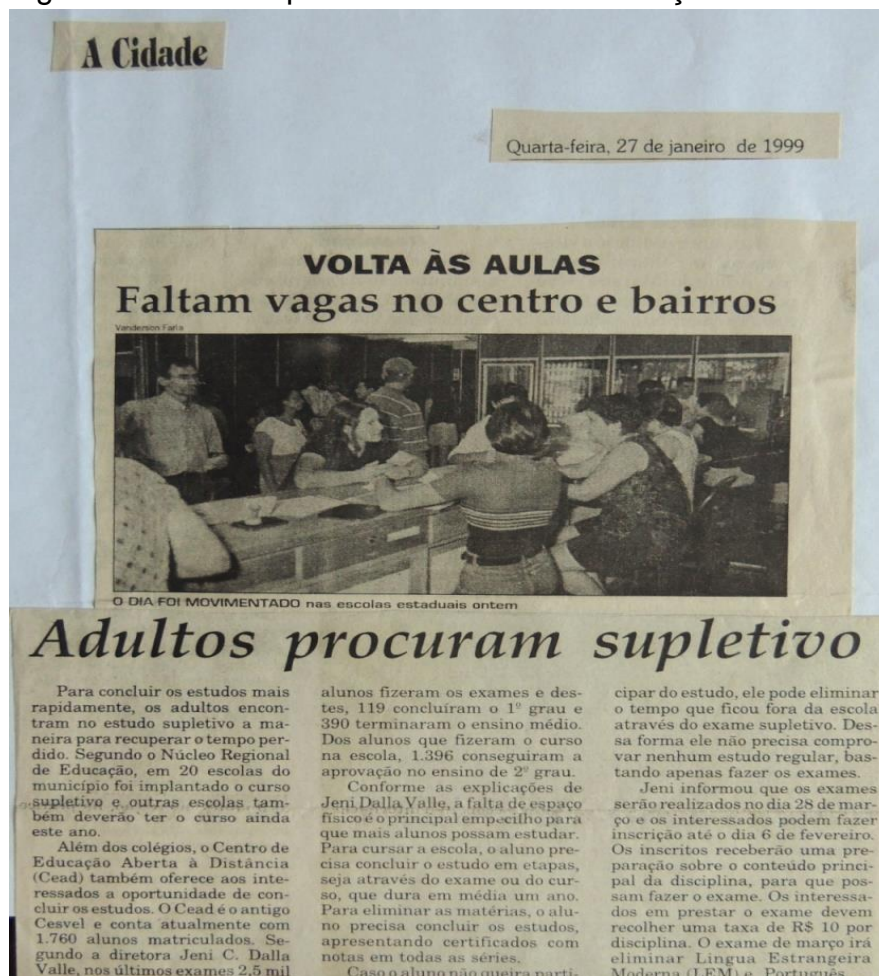 A Cidade
Quarta-feira, 27 de janeiro de 1999
VOLTA ÀS AULAS
Faltam vagas no centro e bairros
Vanderson Faria
O DIA FOI MOVIMENTADO nas escolas estaduais ontem
Adultos procuram supletivo
Para concluir os estudos mais
rapidamente, os adultos encon-
tram no estudo supletivo a ma-
neira para recuperar o tempo per-
dido. Segundo o Núcleo Regional
de Educação, em 20 escolas do
município foi implantado o curso
supletivo e outras escolas tam-
bém deverão ter o curso ainda
este ano.
Além dos colégios, o Centro de
Educação Aberta à Distância
(Cead) também oferece aos inte-
ressados a oportunidade de con-
cluir os estudos. O Cead é o antigo
Cesvel e conta atualmente com
1.760 alunos matriculados. Se-
gundo a diretora Jeni C. Dalla
Valle, nos últimos exames 2,5 mil
alunos fizeram os exames e des-
tes, 119 concluíram o 1º grau e
390 terminaram o ensino médio.
Dos alunos que fizeram o curso
na escola, 1.396 conseguiram a
aprovação no ensino de 2º grau.
Conforme as explicações de
Jeni Dalla Valle, a falta de espaço
físico é o principal empecilho para
que mais alunos possam estudar.
Para cursar a escola, o aluno pre-
cisa concluir o estudo em etapas,
seja através do exame ou do cur-
so, que dura em média um ano.
Para eliminar as matérias, o alu-
no precisa concluir os estudos,
apresentando certificados com
notas em todas as séries.
Caso o aluno não queira parti-
cipar do estudo, ele pode eliminar
o tempo que ficou fora da escola
através do exame supletivo. Des-
sa forma ele não precisa compro-
var nenhum estudo regular, bas-
tando apenas fazer os exames.
Jeni informou que os exames
serão realizados no dia 28 de mar-
ço e os interessados podem fazer
inscrição até o dia 6 de fevereiro.
Os inscritos receberão uma pre-
paração sobre o conteúdo princi-
pal da disciplina, para que pos-
sam fazer o exame. Os interessa-
dos em prestar o exame devem
recolher uma taxa de R$ 10 por
disciplina. O exame de março irá
eliminar Lingua Estrangeira
Moderna (LEM) e Português